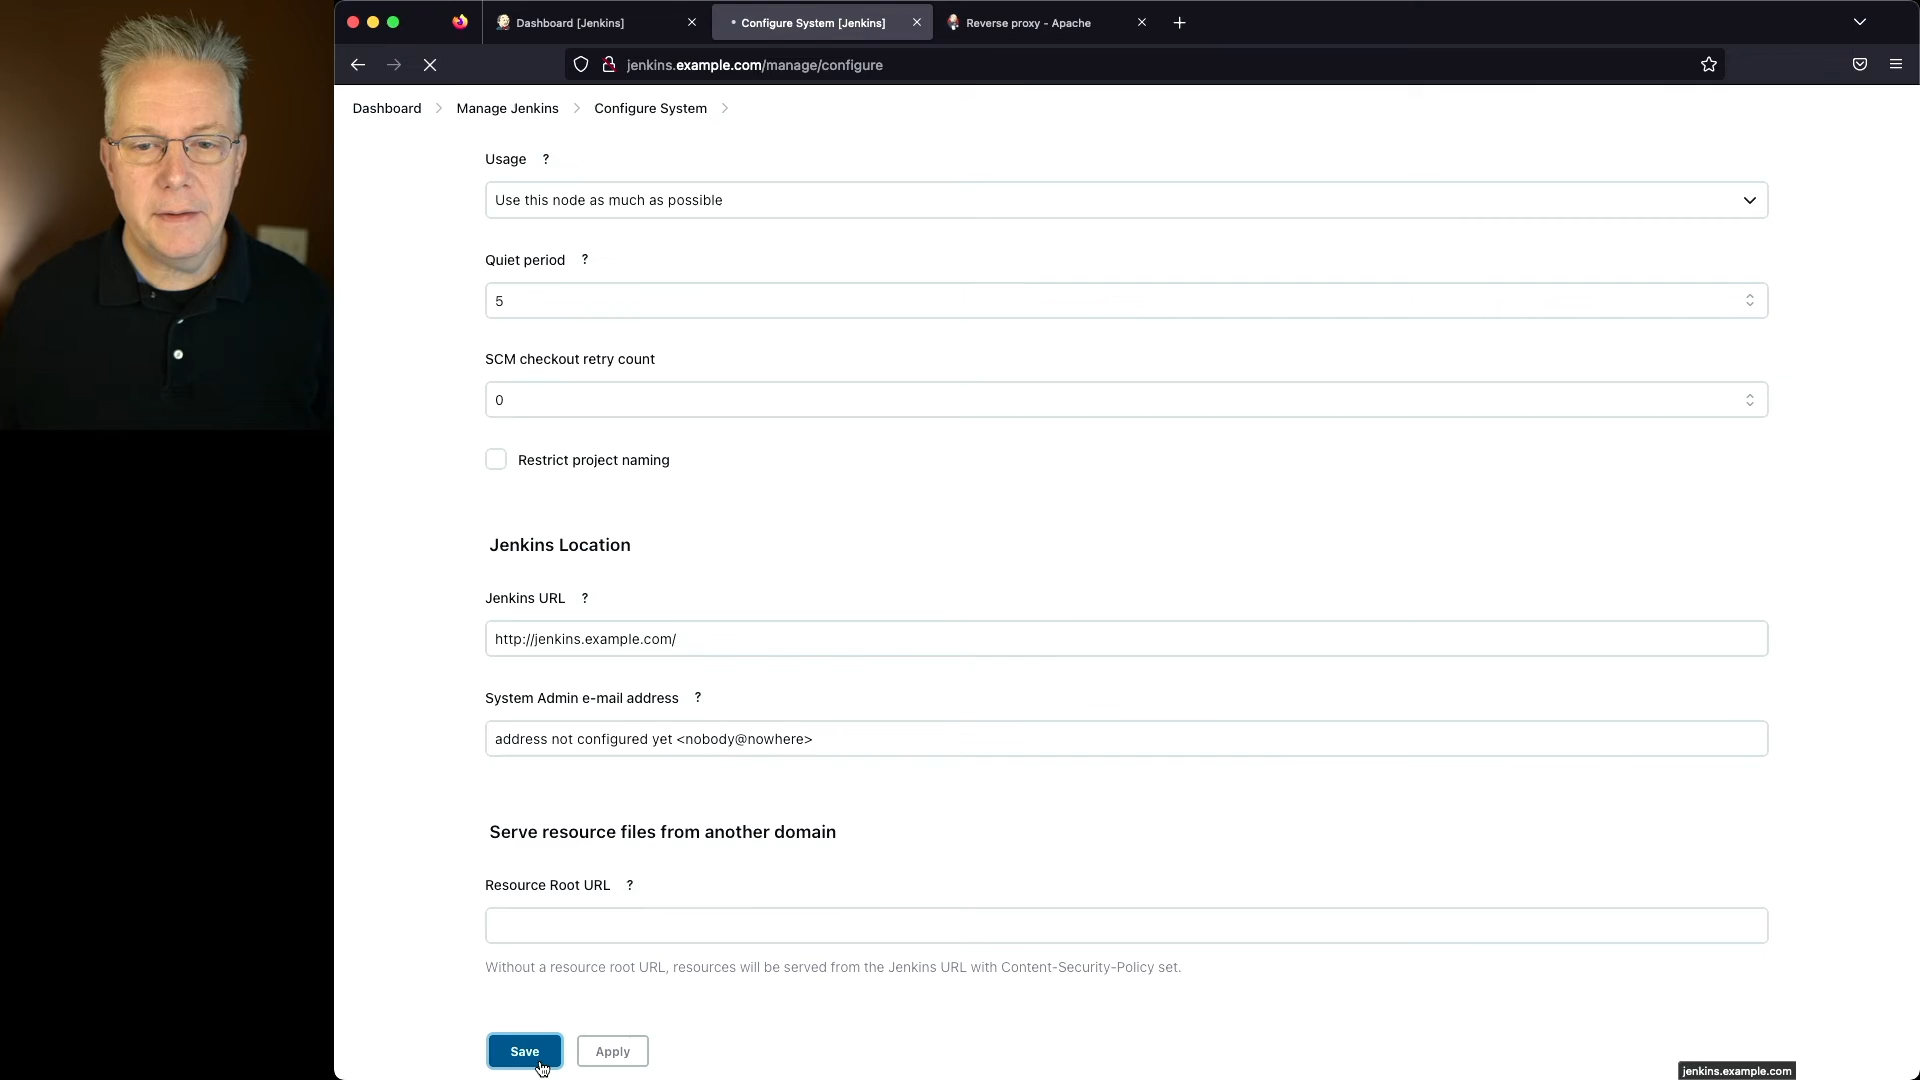 Dashboard [Jenkins]
Configure System [Jenkins]
Reverse proxy - Apache
jenkins.example.com/manage/configure
Dashboard
Manage Jenkins
Configure System
Usage ?
Use this node as much as possible
Quiet period ?
5
SCM checkout retry count
0
Restrict project naming
Jenkins Location
Jenkins URL ?
http://jenkins.example.com/
System Admin e-mail address ?
address not configured yet <nobody@nowhere>
Serve resource files from another domain
Resource Root URL ?
Without a resource root URL, resources will be served from the Jenkins URL with Content-Security-Policy set.
Save
Apply
jenkins.example.com